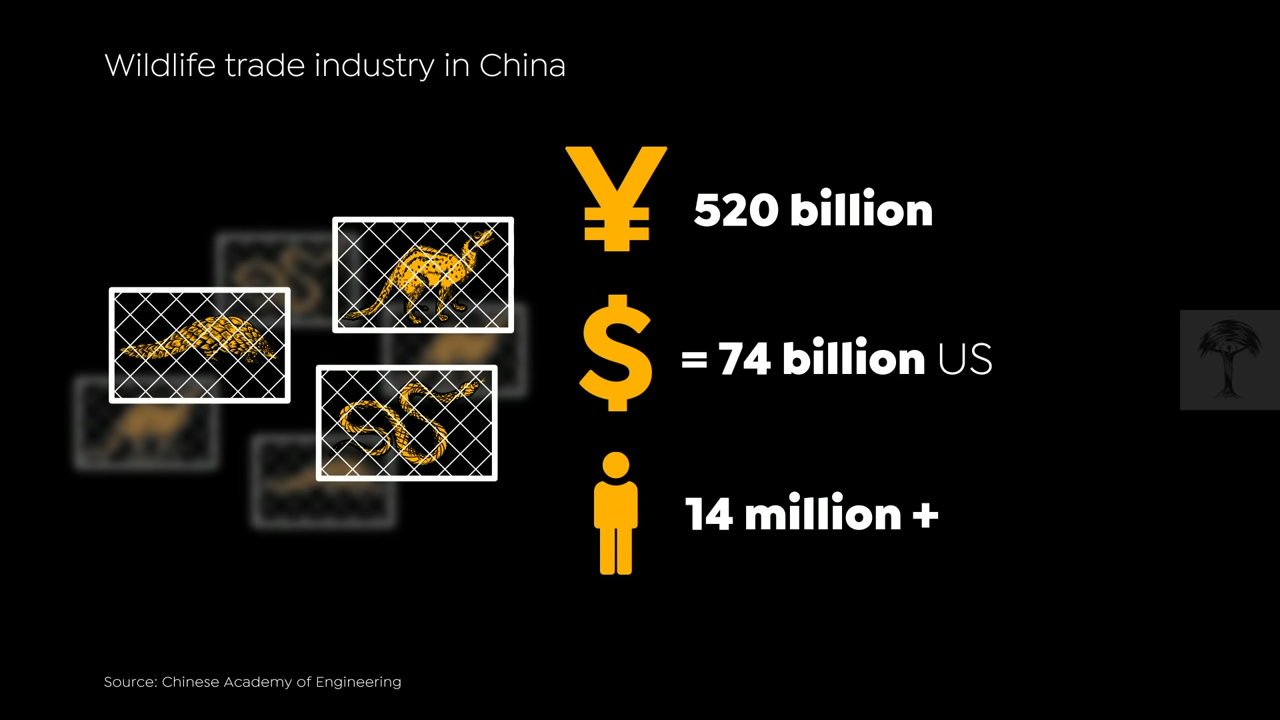 Wildlife trade industry in China
¥ 520 billion
$ = 74 billion US
14 million +
Source: Chinese Academy of Engineering